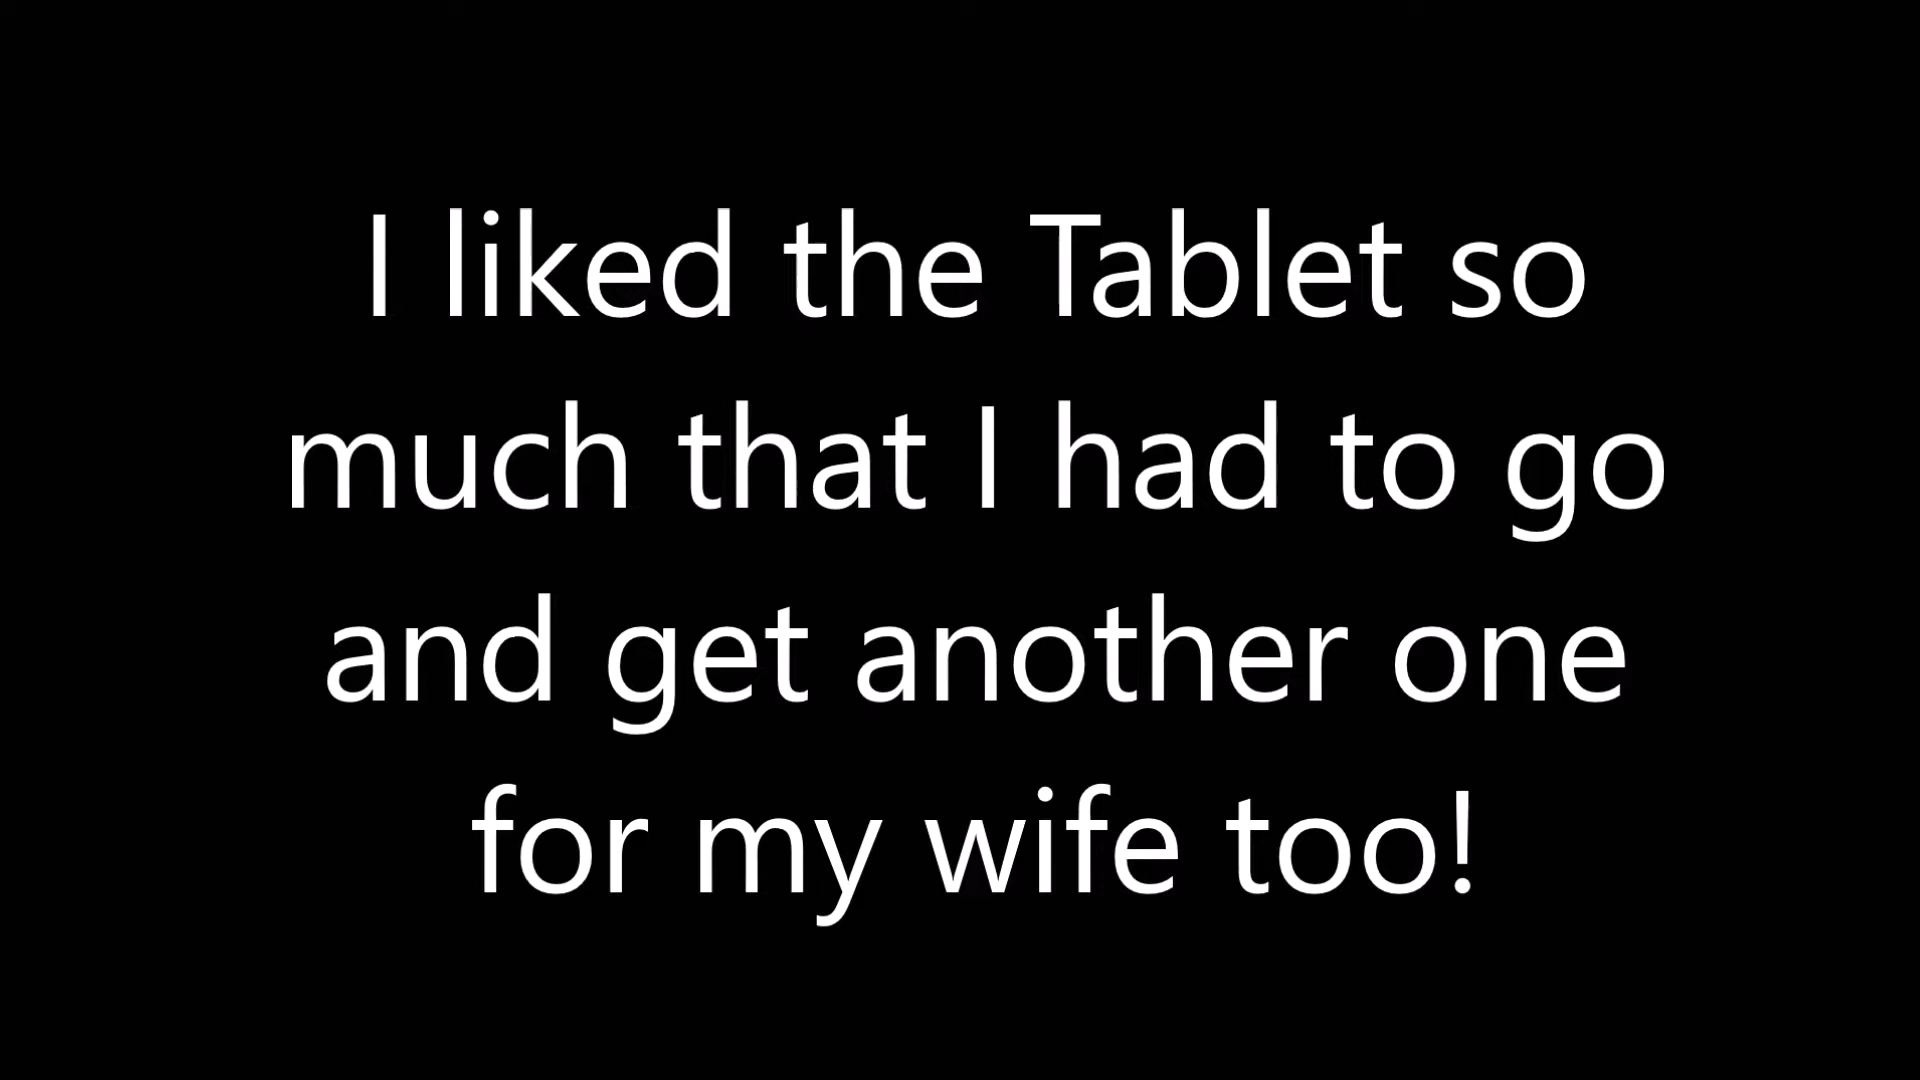 I liked the Tablet so
much that I had to go
and get another one
for my wife too!